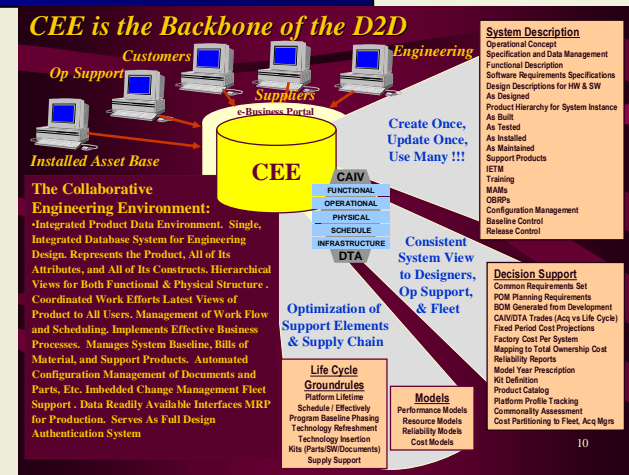 CEE is the Backbone of the D2D
Customers
Engineering
Op Support
Suppliers
e-Business Portal
Installed Asset Base
CEE
CAIV
FUNCTIONAL
OPERATIONAL
PHYSICAL
SCHEDULE
INFRASTRUCTURE
DTA
Create Once,
Update Once,
Use Many !!!
Consistent
System View
to Designers,
Op Support,
& Fleet
Optimization of
Support Elements
& Supply Chain
The Collaborative
Engineering Environment:
•Integrated Product Data Environment. Single,
Integrated Database System for Engineering
Design. Represents the Product, All of Its
Attributes, and All of Its Constructs. Hierarchical
Views for Both Functional & Physical Structure .
Coordinated Work Efforts Latest Views of
Product to All Users. Management of Work Flow
and Scheduling. Implements Effective Business
Processes. Manages System Baseline, Bills of
Material, and Support Products. Automated
Configuration Management of Documents and
Parts, Etc. Imbedded Change Management Fleet
Support . Data Readily Available Interfaces MRP
for Production. Serves As Full Design
Authentication System
System Description
Operational Concept
Specification and Data Management
Functional Description
Software Requirements Specifications
Design Descriptions for HW & SW
As Designed
Product Hierarchy for System Instance
As Built
As Tested
As Installed
As Maintained
Support Products
IETM
Training
MAMs
OBRPs
Configuration Management
Baseline Control
Release Control
Decision Support
Common Requirements Set
POM Planning Requirements
BOM Generated from Development
CAIV/DTA Trades (Acq vs Life Cycle)
Fixed Period Cost Projections
Factory Cost Per System
Mapping to Total Ownership Cost
Reliability Reports
Model Year Prescription
Kit Definition
Product Catalog
Platform Profile Tracking
Commonality Assessment
Cost Partitioning to Fleet, Acq Mgrs
Life Cycle
Groundrules
Platform Lifetime
Schedule / Effectively
Program Baseline Phasing
Technology Refreshment
Technology Insertion
Kits (Parts/SW/Documents)
Supply Support
Models
Performance Models
Resource Models
Reliability Models
Cost Models
10